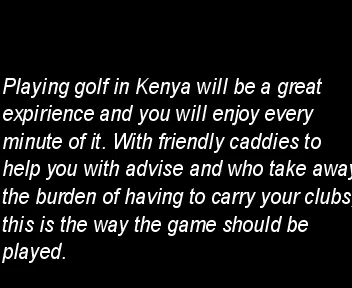 Playing golf in Kenya will be a great
expirience and you will enjoy every
minute of it. With friendly caddies to
help you with advise and who take away
the burden of having to carry your clubs,
this is the way the game should be
played.